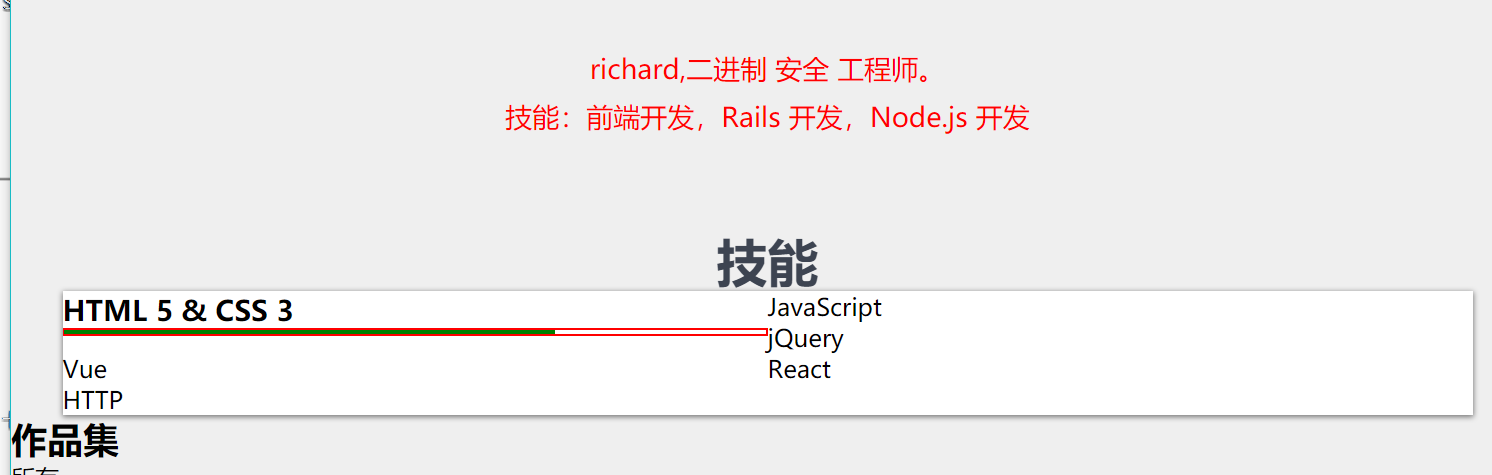 richard,二进制 安全 工程师。
技能：前端开发，Rails 开发，Node.js 开发
技能
HTML 5 & CSS 3
JavaScript
jQuery
Vue
React
HTTP
作品集